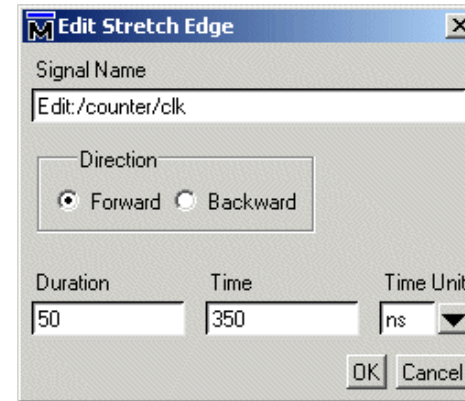 Edit Stretch Edge
Signal Name
Edit:/counter/clk
Direction
Forward Backward
Duration Time Time Unit
50 350 ns
OK Cancel